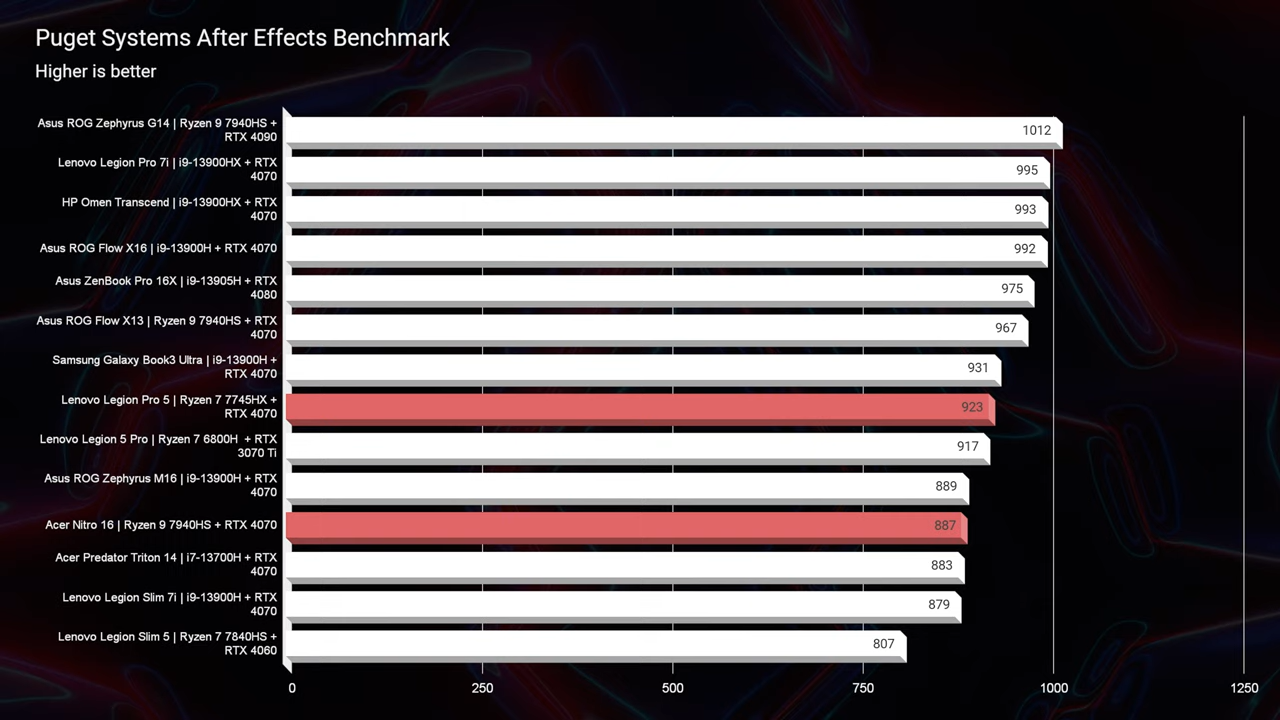 Puget Systems After Effects Benchmark
Higher is better
Asus ROG Zephyrus G14 | Ryzen 9 7940HS +
RTX 4090
1012
Lenovo Legion Pro 7i | i9-13900HX + RTX
4070
995
HP Omen Transcend | i9-13900HX + RTX
4070
993
Asus ROG Flow X16 | i9-13900H + RTX 4070
992
Asus ZenBook Pro 16X | i9-13905H + RTX
4080
975
Asus ROG Flow X13 | Ryzen 9 7940HS + RTX
4070
967
Samsung Galaxy Book3 Ultra | i9-13900H +
RTX 4070
931
Lenovo Legion Pro 5 | Ryzen 7 7745HX +
RTX 4070
923
Lenovo Legion 5 Pro | Ryzen 7 6800H  + RTX
3070 Ti
917
Asus ROG Zephyrus M16 | i9-13900H + RTX
4070
889
Acer Nitro 16 | Ryzen 9 7940HS + RTX 4070
887
Acer Predator Triton 14 | i7-13700H + RTX
4070
883
Lenovo Legion Slim 7i | i9-13900H + RTX
4070
879
Lenovo Legion Slim 5 | Ryzen 7 7840HS +
RTX 4060
807
0 250 500 750 1000 1250